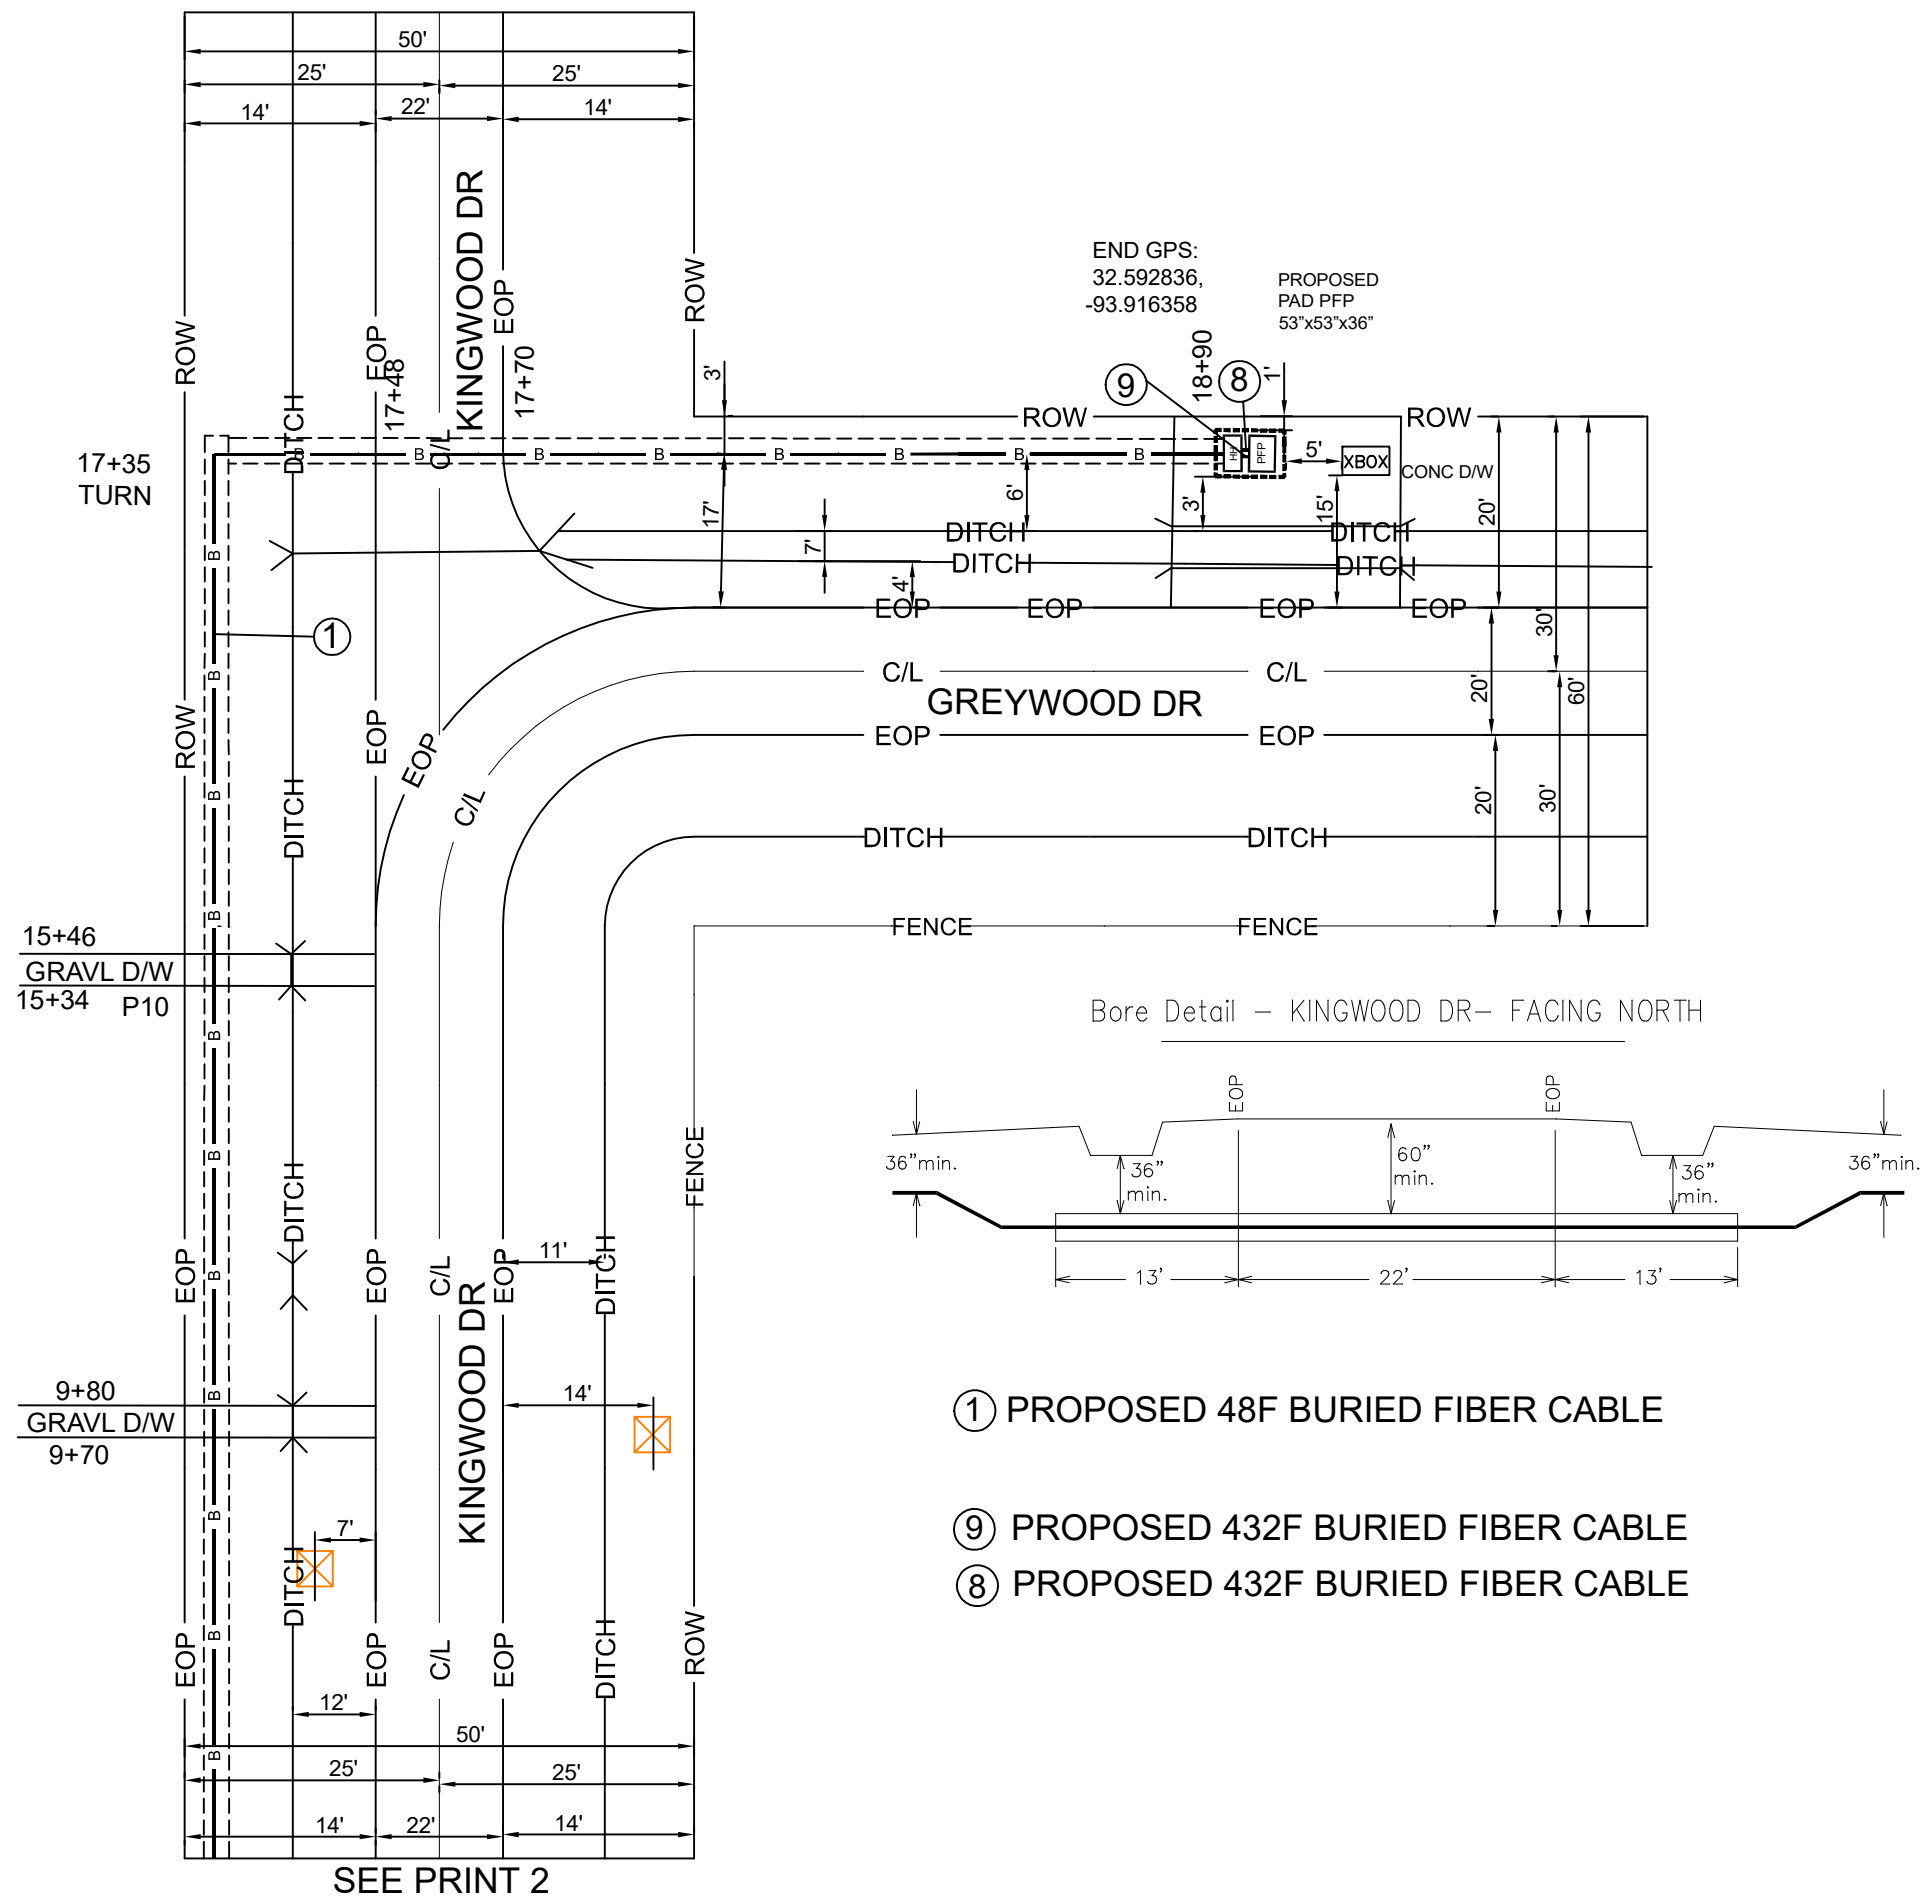 50'
25'
25'
14'
22'
14'
KINGWOOD DR
ROW
DITCH
EOP
17+48
C/L
EOP
17+70
ROW
END GPS:
32.592836,
-93.916358
PROPOSED
PAD PFP
53"x53"x36"
3'
9
18+90
8
1'
ROW
ROW
17+35
TURN
B
B
B
B
B
B
B
B
HH
PFP
5'
XBOX
CONC D/W
17'
6'
3'
15'
20'
30'
60'
DITCH
DITCH
7'
DITCH
DITCH
4'
EOP
EOP
EOP
EOP
B
1
B
C/L
C/L
GREYWOOD DR
20'
ROW
EOP
EOP
EOP
EOP
B
DITCH
C/L
20'
30'
DITCH
DITCH
B
FENCE
FENCE
15+46
GRAVL D/W
15+34
P10
B
Bore Detail – KINGWOOD DR– FACING NORTH
EOP
EOP
36"min.
36"
min.
60"
min.
36"
min.
36"min.
13'
22'
13'
B
DITCH
FENCE
EOP
B
EOP
C/L
EOP
11'
DITCH
KINGWOOD DR
9+80
GRAVL D/W
9+70
B
14'
1 PROPOSED 48F BURIED FIBER CABLE
B
7'
DITCH
9 PROPOSED 432F BURIED FIBER CABLE
8 PROPOSED 432F BURIED FIBER CABLE
EOP
B
EOP
C/L
EOP
DITCH
ROW
12'
50'
B
25'
25'
14'
22'
14'
SEE PRINT 2